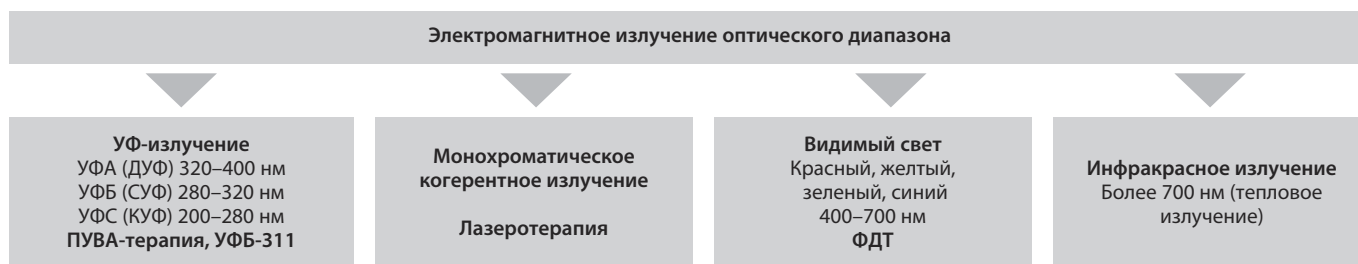 Электромагнитное излучение оптического диапазона
УФ-излучение
УФА (ДУФ) 320–400 нм
УФБ (СУФ) 280–320 нм
УФС (КУФ) 200–280 нм
ПУВА-терапия, УФБ-311
Монохроматическое
когерентное излучение
Лазеротерапия
Видимый свет
Красный, желтый,
зеленый, синий
400–700 нм
ФДТ
Инфракрасное излучение
Более 700 нм (тепловое
излучение)